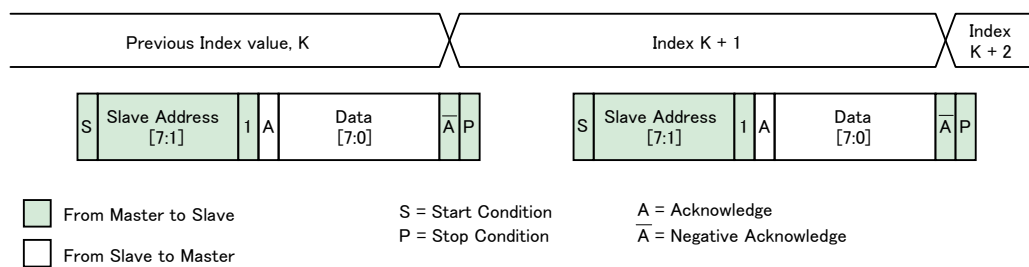 Previous Index value, K
Index K + 1
Index
K + 2
S
Slave Address
[7:1]
1
A
Data
[7:0]
A̅
P
S
Slave Address
[7:1]
1
A
Data
[7:0]
A̅
P
From Master to Slave
From Slave to Master
S = Start Condition
P = Stop Condition
A = Acknowledge
A̅ = Negative Acknowledge